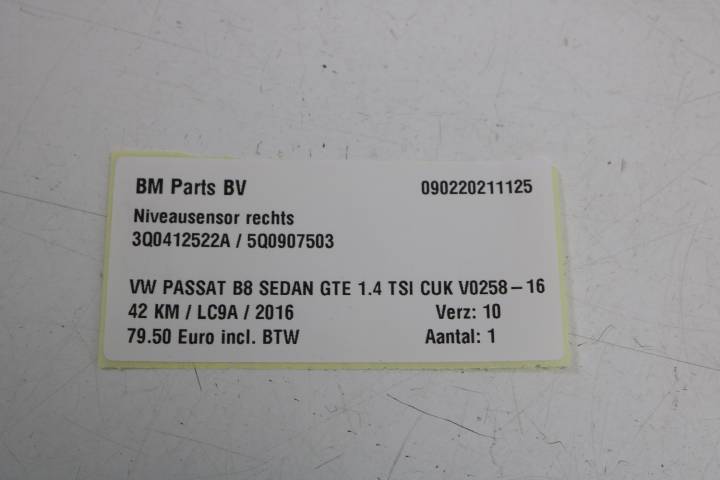 BM Parts BV 090220211125
Niveausensor rechts
3Q0412522A / 5Q0907503
VW PASSAT B8 SEDAN GTE 1.4 TSI CUK V0258-16
42 KM / LC9A / 2016 Verz: 10
79.50 Euro incl. BTW Aantal: 1